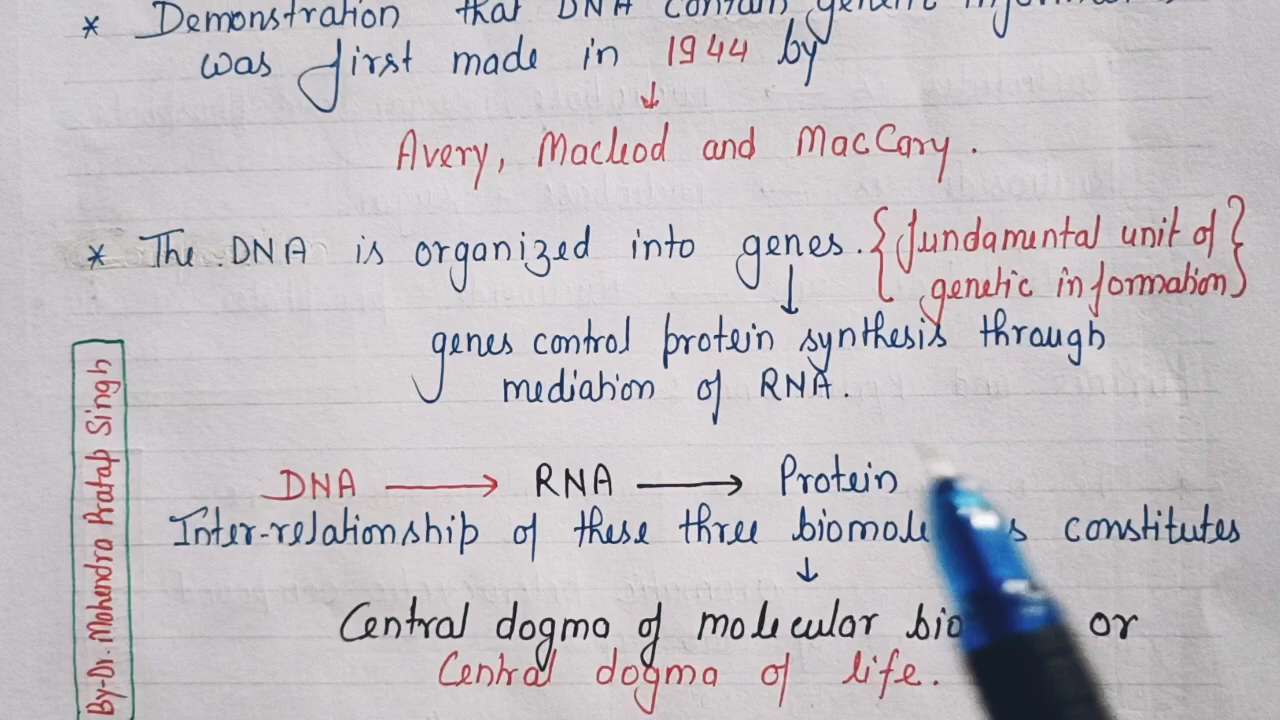 * Demonstration that DNA contain genetic
was first made in 1944 by
↓
Avery, Macleod and MacCary.
* The DNA is organized into genes. {fundamental unit of
genetic information}
↓
genes control protein synthesis through
mediation of RNA.
DNA → RNA → Protein
Inter-relationship of these three constitutes
↓
Central dogma of molecular or
Central dogma of life.
By-Dr. Mahendra Pratap Singh